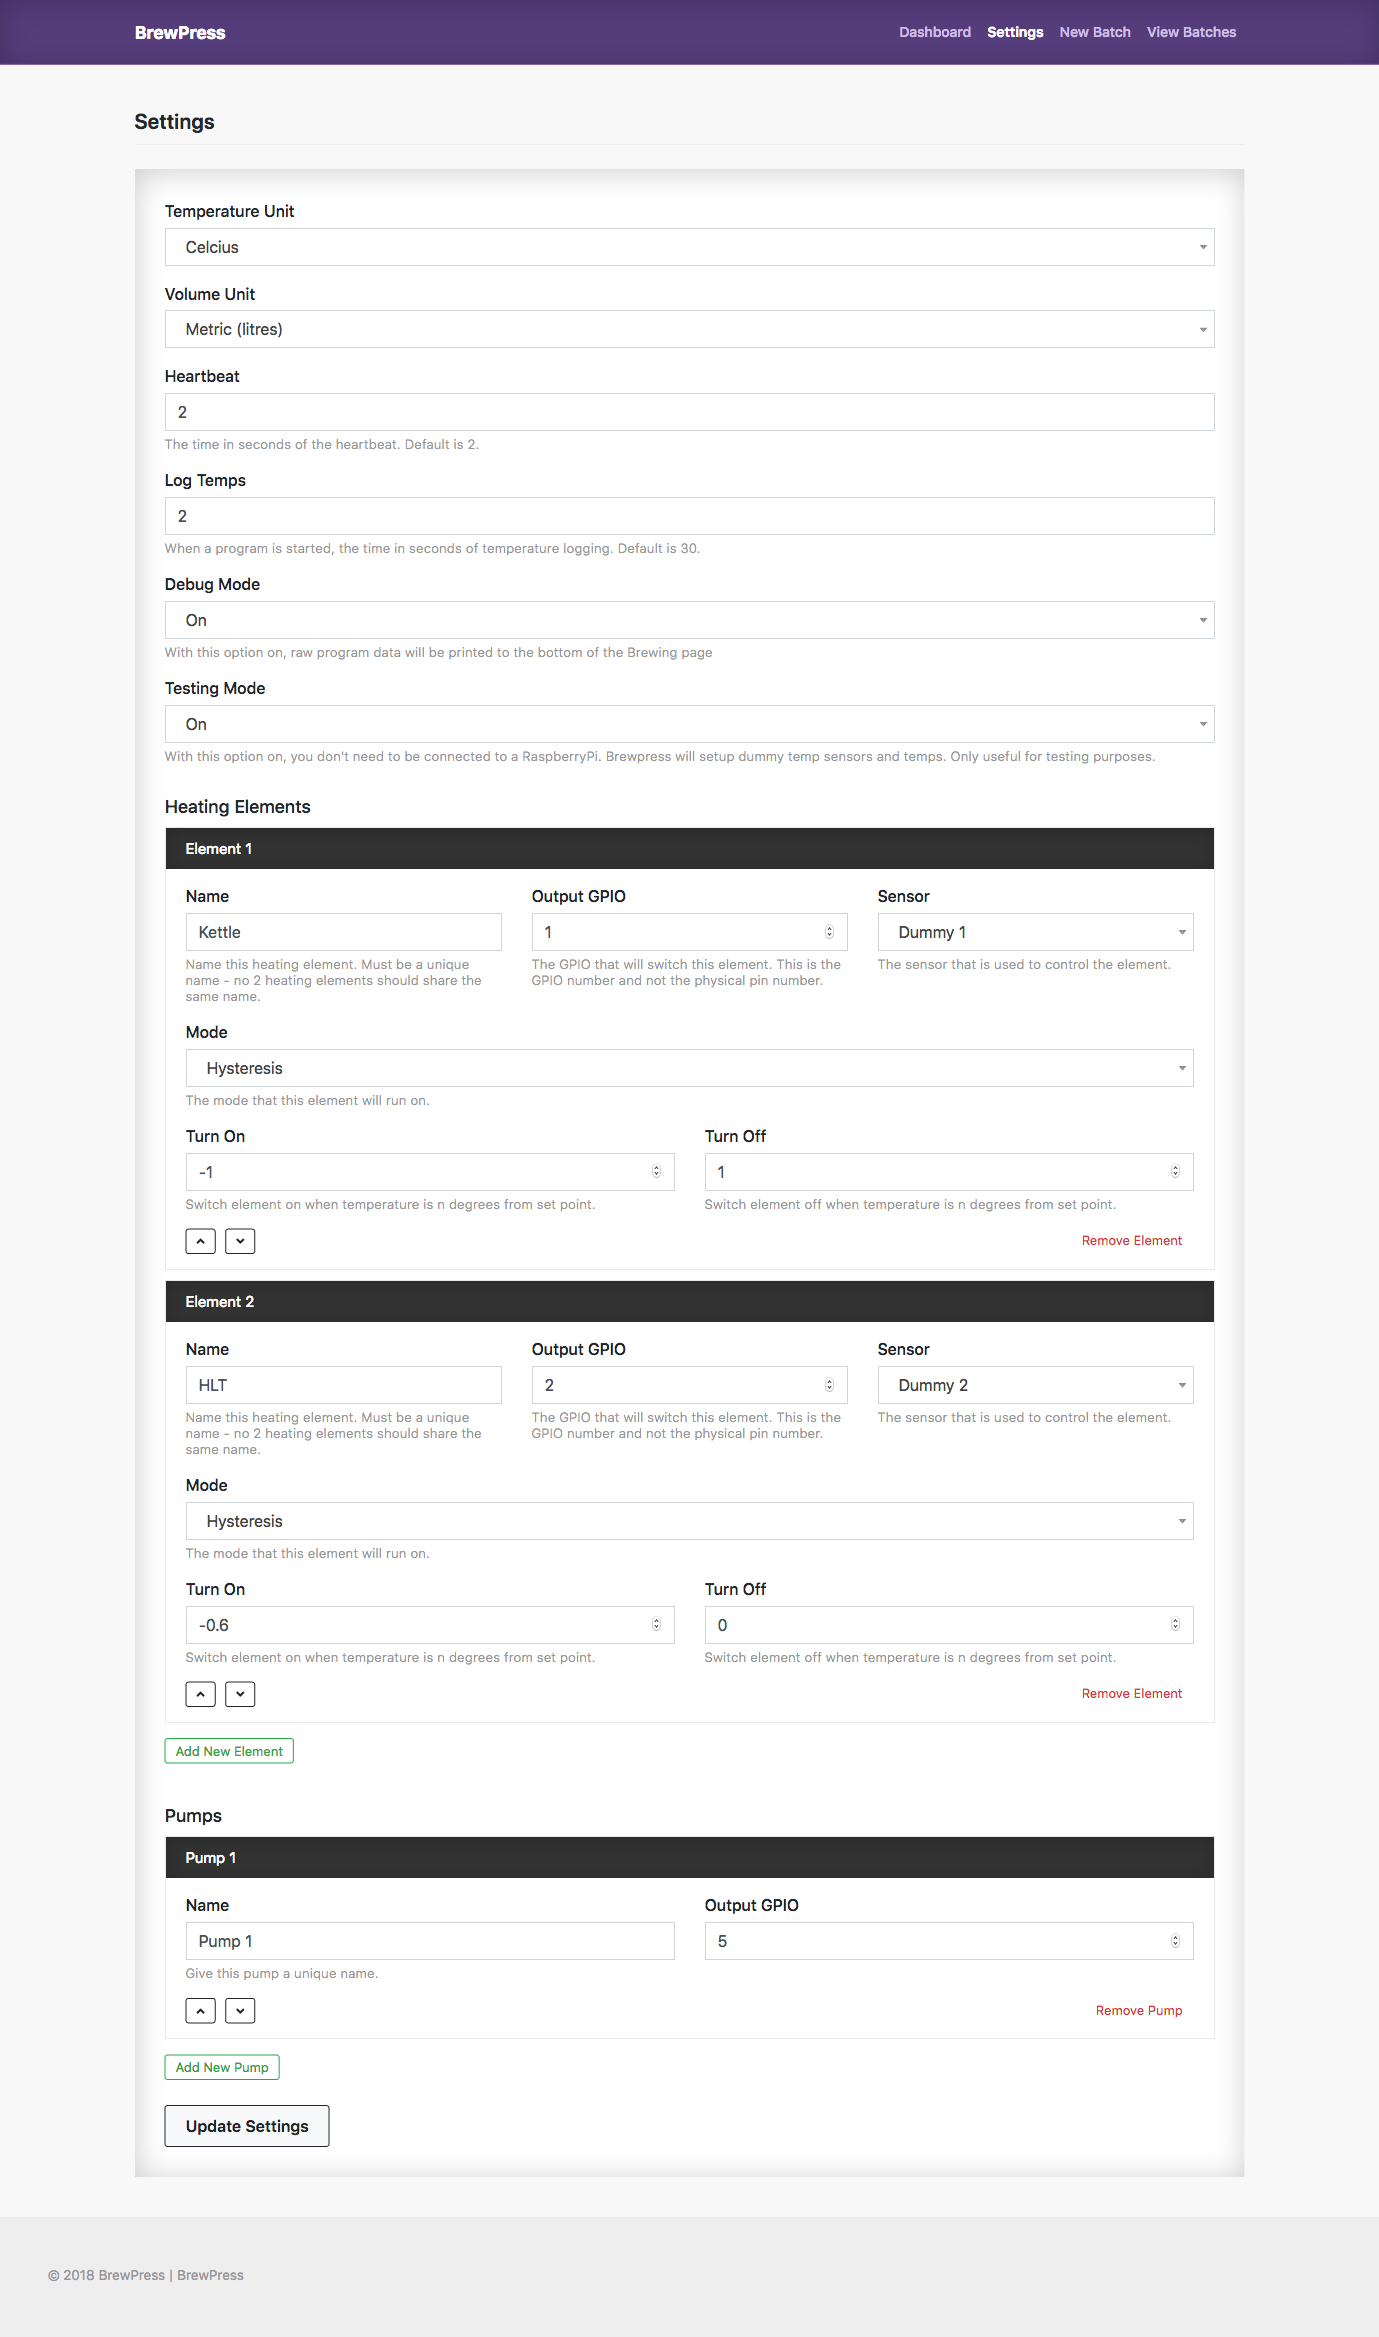 BrewPress
Dashboard Settings New Batch View Batches
Settings
Temperature Unit
Celcius
Volume Unit
Metric (litres)
Heartbeat
2
The time in seconds of the heartbeat. Default is 2.
Log Temps
2
When a program is started, the time in seconds of temperature logging. Default is 30.
Debug Mode
On
With this option on, raw program data will be printed to the bottom of the Brewing page
Testing Mode
On
With this option on, you don't need to be connected to a RaspberryPi. Brewpress will setup dummy temp sensors and temps. Only useful for testing purposes.
Heating Elements
Element 1
Name
Kettle
Name this heating element. Must be a unique
name - no 2 heating elements should share the
same name.
Output GPIO
1
The GPIO that will switch this element. This is the
GPIO number and not the physical pin number.
Sensor
Dummy 1
The sensor that is used to control the element.
Mode
Hysteresis
The mode that this element will run on.
Turn On
-1
Switch element on when temperature is n degrees from set point.
Turn Off
1
Switch element off when temperature is n degrees from set point.
Remove Element
Element 2
Name
HLT
Name this heating element. Must be a unique
name - no 2 heating elements should share the
same name.
Output GPIO
2
The GPIO that will switch this element. This is the
GPIO number and not the physical pin number.
Sensor
Dummy 2
The sensor that is used to control the element.
Mode
Hysteresis
The mode that this element will run on.
Turn On
-0.6
Switch element on when temperature is n degrees from set point.
Turn Off
0
Switch element off when temperature is n degrees from set point.
Remove Element
Add New Element
Pumps
Pump 1
Name
Pump 1
Give this pump a unique name.
Output GPIO
5
Remove Pump
Add New Pump
Update Settings
© 2018 BrewPress | BrewPress